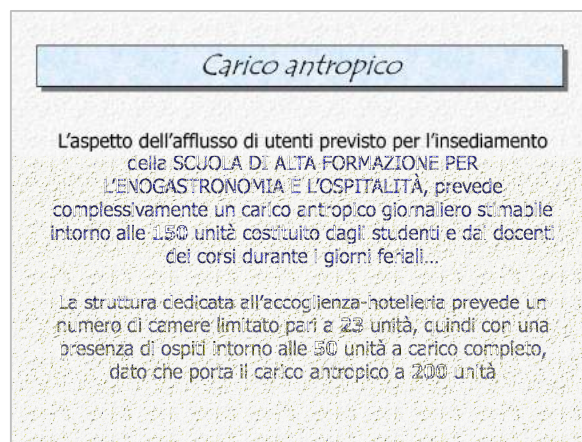 Carico antropico
L'aspetto dell'afflusso di utenti previsto per l'insediamento
della SCUOLA DI ALTA FORMAZIONE PER
L'ENOGASTRONOMIA E L'OSPITALITÀ, prevede
complessivamente un carico antropico giornaliero stimabile
intorno alle 150 unità costituito dagli studenti e dai docenti
dei corsi durante i giorni feriali...
La struttura dedicata all'accoglienza-hotelleria prevede un
numero di camere limitato pari a 23 unità, quindi con una
presenza di ospiti intorno alle 50 unità a carico completo,
dato che porta il carico antropico a 200 unità